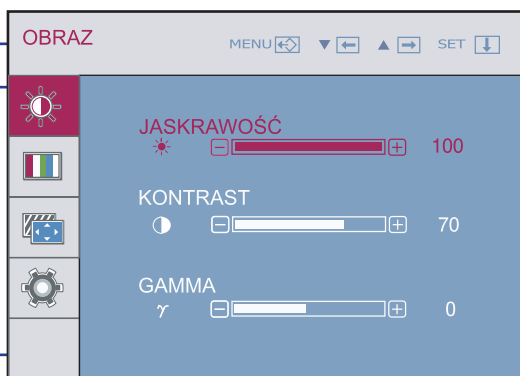 OBRAZ
MENU ▼ ▲ SET
JASKRAWOŚĆ
100
KONTRAST
70
GAMMA
γ 0